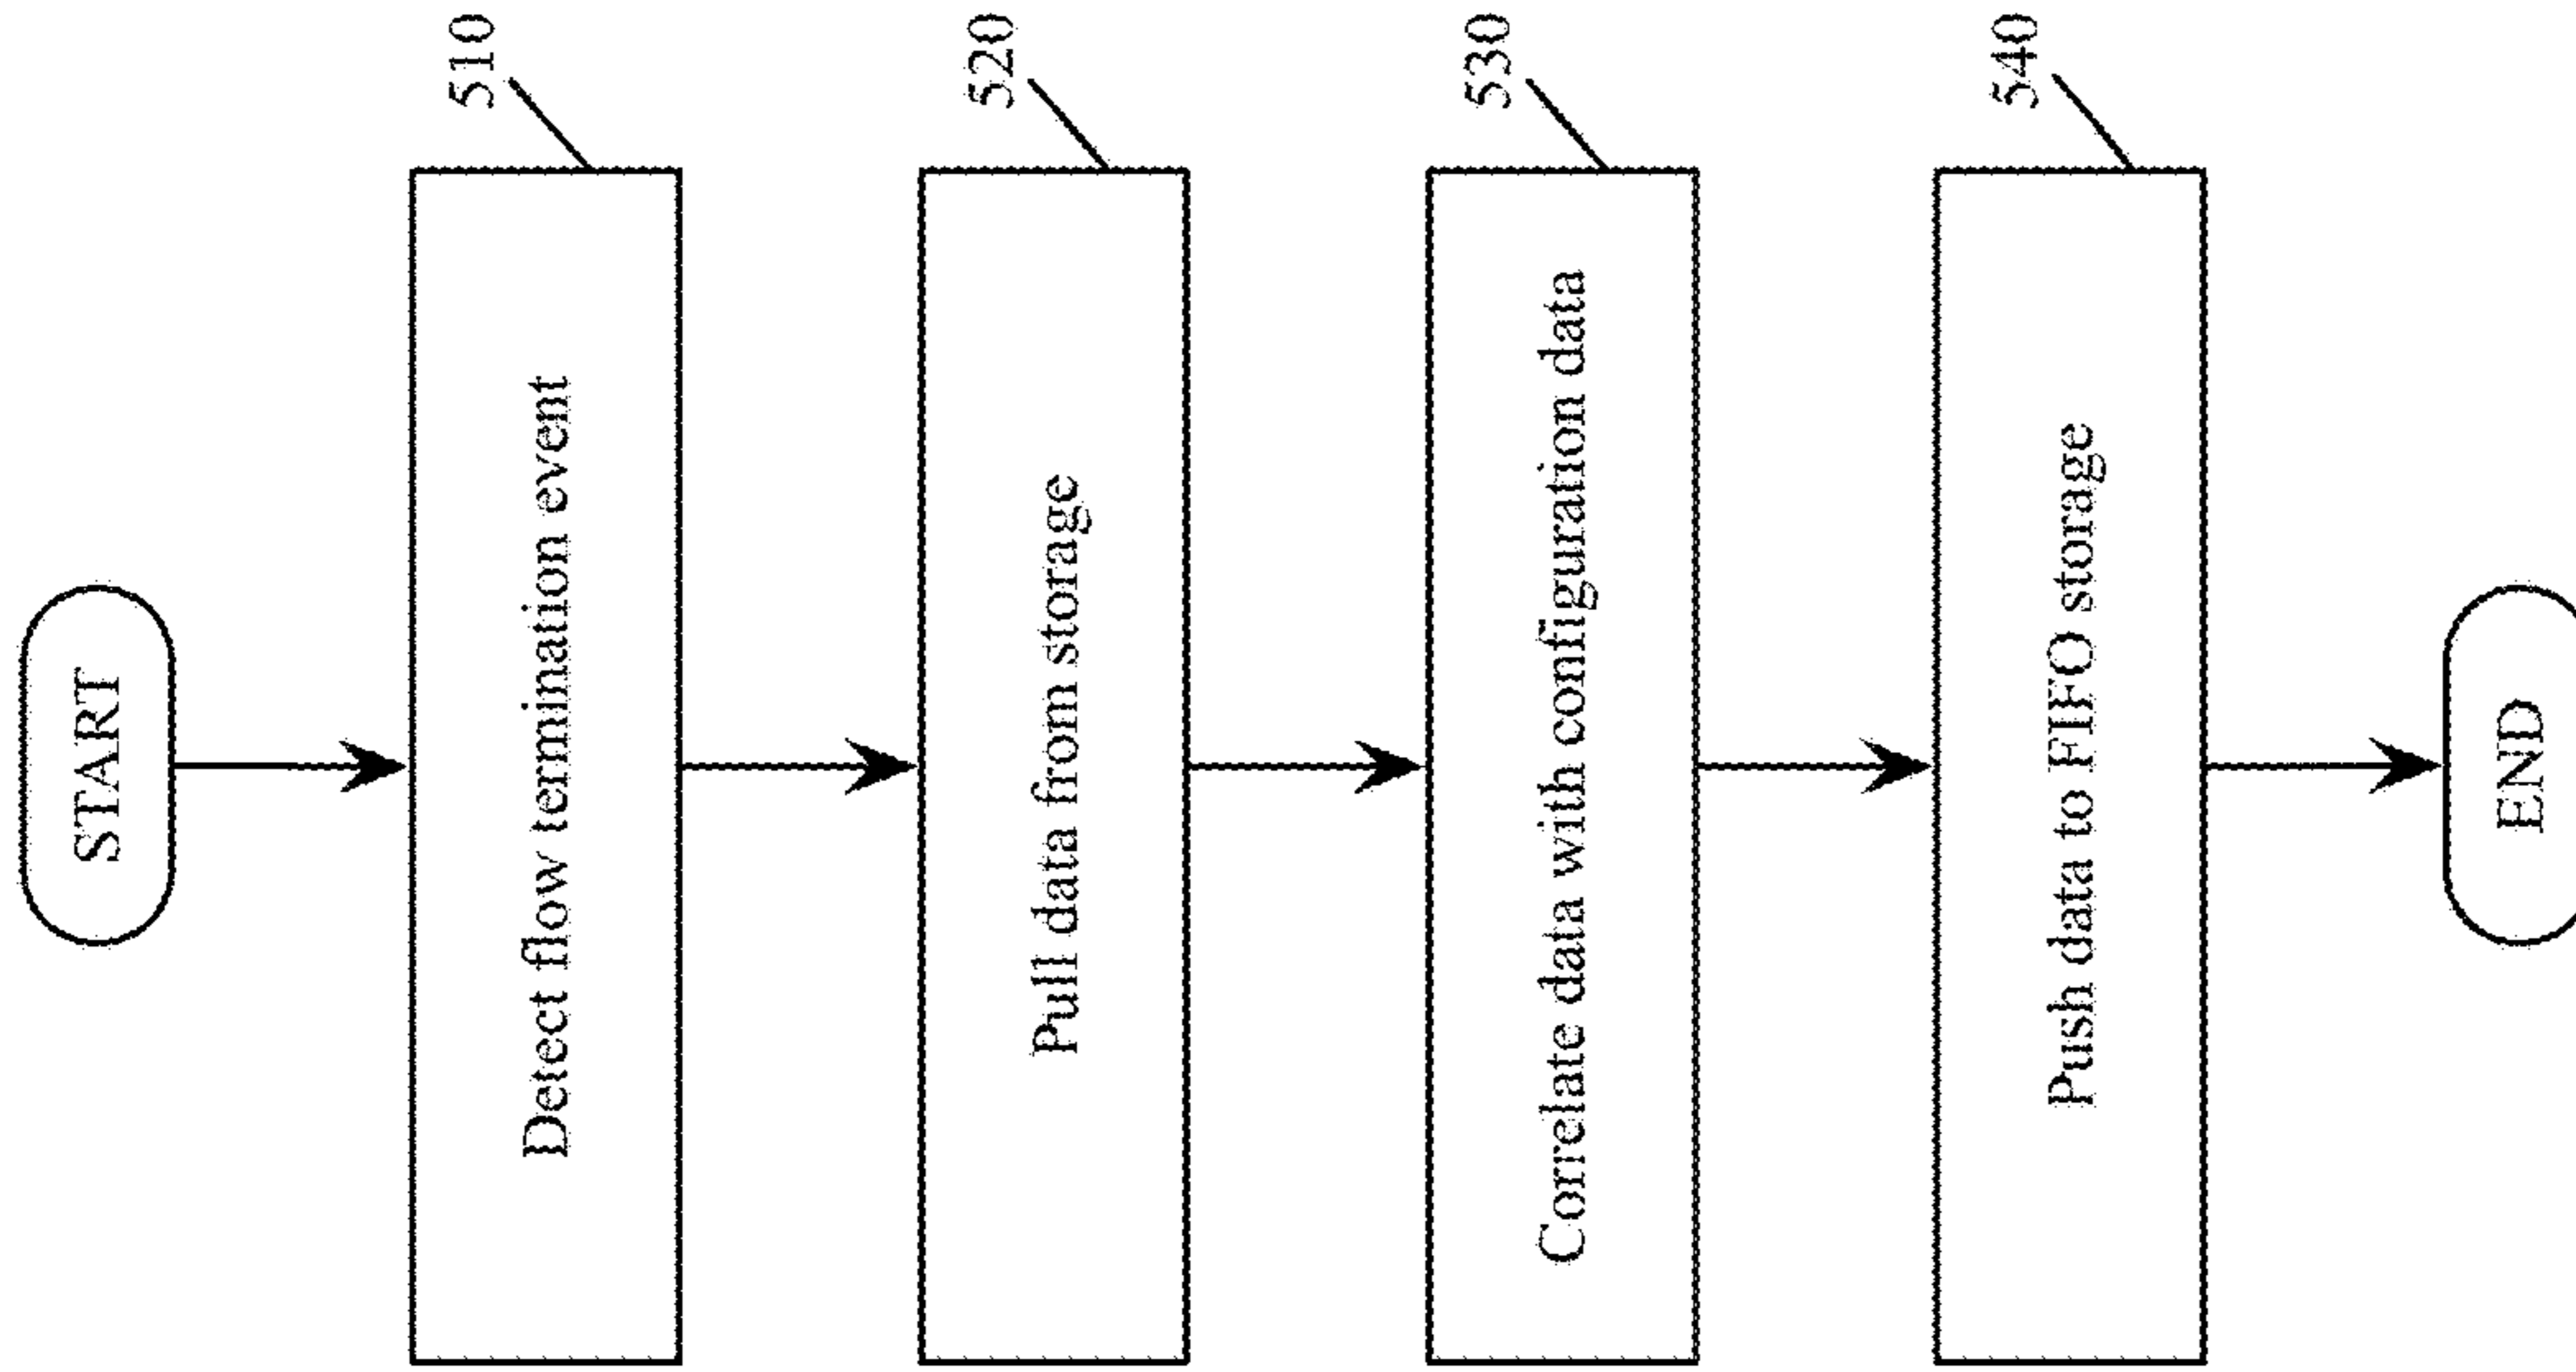 START
510
Detect flow termination event
520
Pull data from storage
530
Correlate data with configuration data
540
Push data to FIFO storage
END